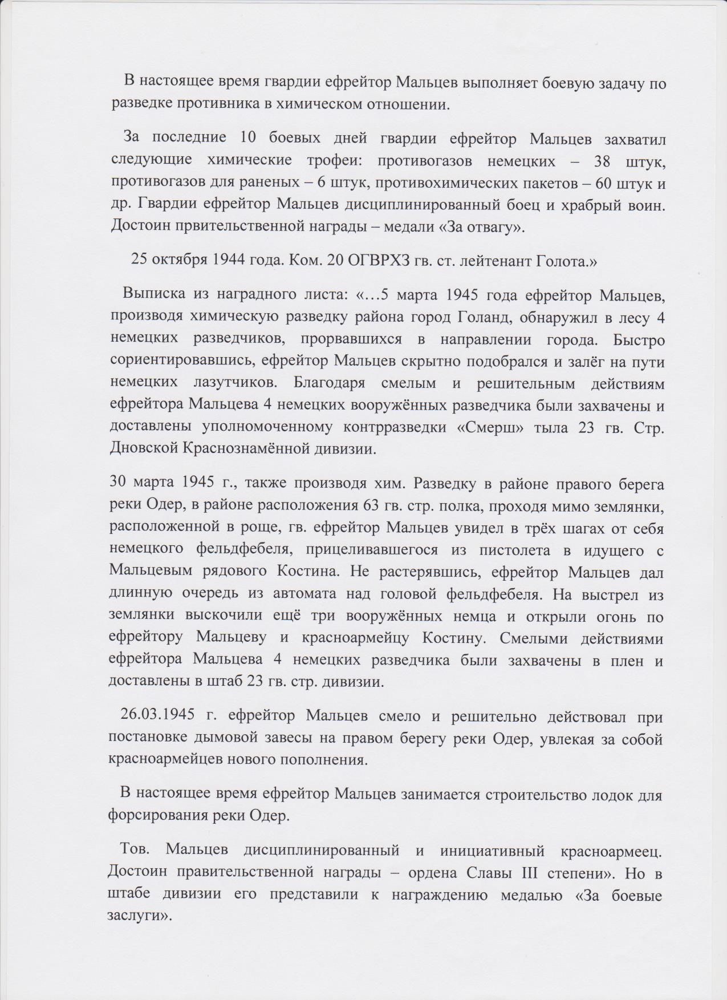 В настоящее время гвардии ефрейтор Мальцев выполняет боевую задачу по
разведке противника в химическом отношении.
За последние 10 боевых дней гвардии ефрейтор Мальцев захватил
следующие химические трофеи: противогазов немецких – 38 штук,
противогазов для раненых – 6 штук, противохимических пакетов – 60 штук и
др. Гвардии ефрейтор Мальцев дисциплинированный боец и храбрый воин.
Достоин првительственной награды – медали «За отвагу».
25 октября 1944 года. Ком. 20 ОГВРХЗ гв. ст. лейтенант Голота.»
Выписка из наградного листа: «…5 марта 1945 года ефрейтор Мальцев,
производя химическую разведку района город Голанд, обнаружил в лесу 4
немецких разведчиков, прорвавшихся в направлении города. Быстро
сориентировавшись, ефрейтор Мальцев скрытно подобрался и залёг на пути
немецких лазутчиков. Благодаря смелым и решительным действиям
ефрейтора Мальцева 4 немецких вооружённых разведчика были захвачены и
доставлены уполномоченному контрразведки «Смерш» тыла 23 гв. Стр.
Дновской Краснознамённой дивизии.
30 марта 1945 г., также производя хим. Разведку в районе правого берега
реки Одер, в районе расположения 63 гв. стр. полка, проходя мимо землянки,
расположенной в роще, гв. ефрейтор Мальцев увидел в трёх шагах от себя
немецкого фельдфебеля, прицеливавшегося из пистолета в идущего с
Мальцевым рядового Костина. Не растерявшись, ефрейтор Мальцев дал
длинную очередь из автомата над головой фельдфебеля. На выстрел из
землянки выскочили ещё три вооружённых немца и открыли огонь по
ефрейтору Мальцеву и красноармейцу Костину. Смелыми действиями
ефрейтора Мальцева 4 немецких разведчика были захвачены в плен и
доставлены в штаб 23 гв. стр. дивизии.
26.03.1945 г. ефрейтор Мальцев смело и решительно действовал при
постановке дымовой завесы на правом берегу реки Одер, увлекая за собой
красноармейцев нового пополнения.
В настоящее время ефрейтор Мальцев занимается строительство лодок для
форсирования реки Одер.
Тов. Мальцев дисциплинированный и инициативный красноармеец.
Достоин правительственной награды – ордена Славы III степени». Но в
штабе дивизии его представили к награждению медалью «За боевые
заслуги».